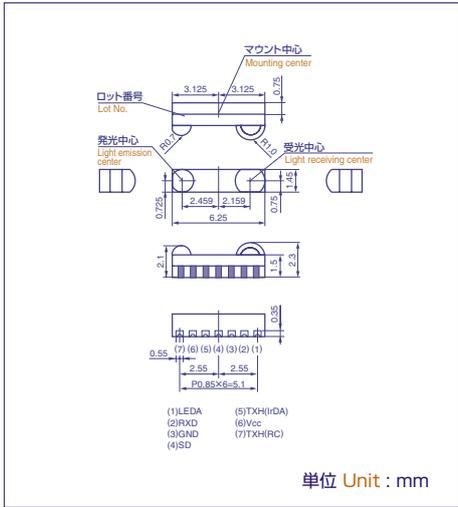 マウント中心
Mounting center
3.125
3.125
0.75
ロット番号
Lot No.
R0.7
R1.0
発光中心
Light emission
center
受光中心
Light receiving center
0.725
2.459
2.159
0.75
1.45
6.25
2.1
1.5
2.3
0.35
(7) (6) (5) (4) (3) (2) (1)
0.55
2.55
2.55
P0.85×6=5.1
(1)LEDA
(2)RXD
(3)GND
(4)SD
(5)TXH(IrDA)
(6)Vcc
(7)TXH(RC)
単位 Unit : mm